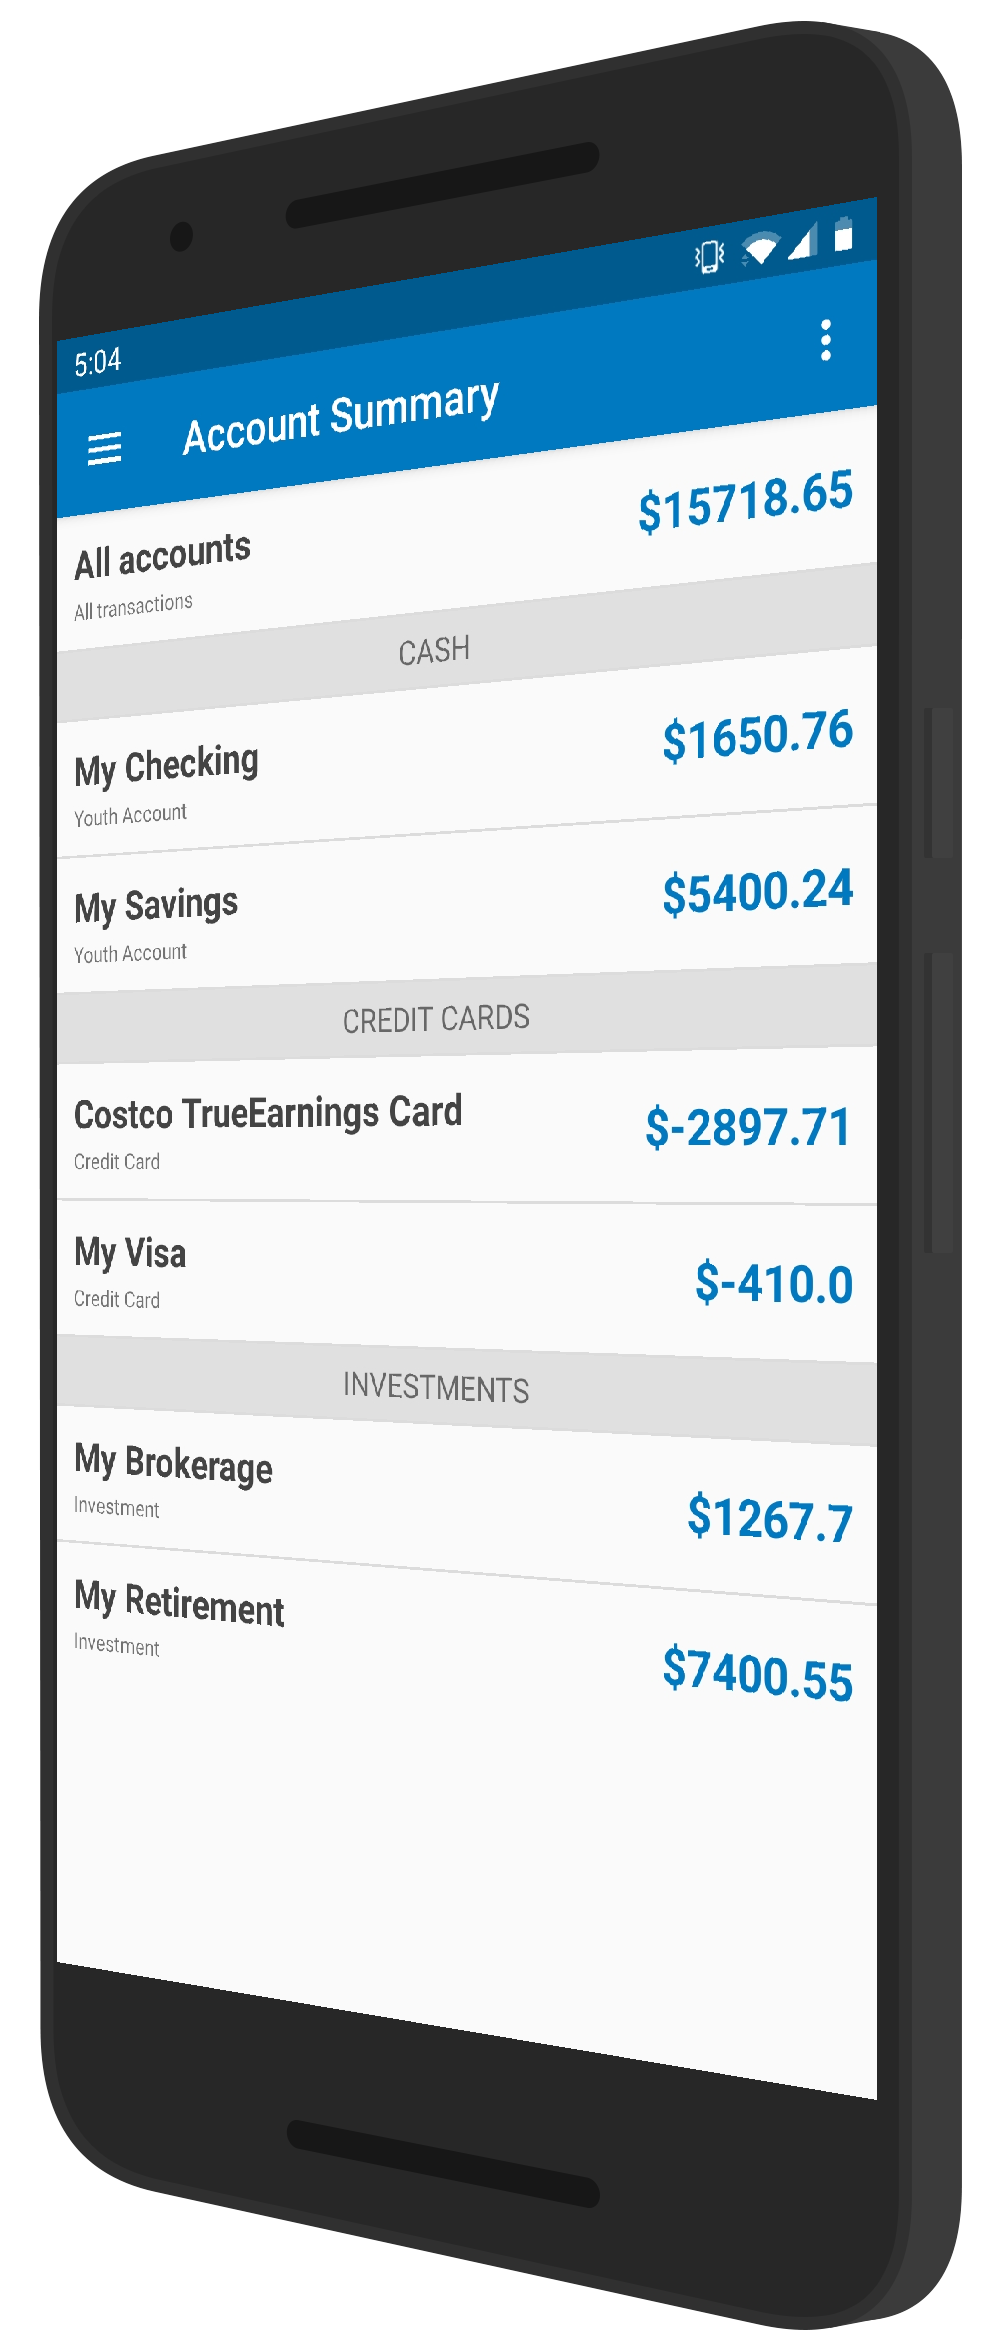 5:04
Account Summary
All accounts
$15718.65
All transactions
CASH
My Checking
$1650.76
Youth Account
My Savings
$5400.24
Youth Account
CREDIT CARDS
Costco TrueEarnings Card
$-2897.71
Credit Card
My Visa
$-410.0
Credit Card
INVESTMENTS
My Brokerage
$1267.7
Investment
My Retirement
$7400.55
Investment